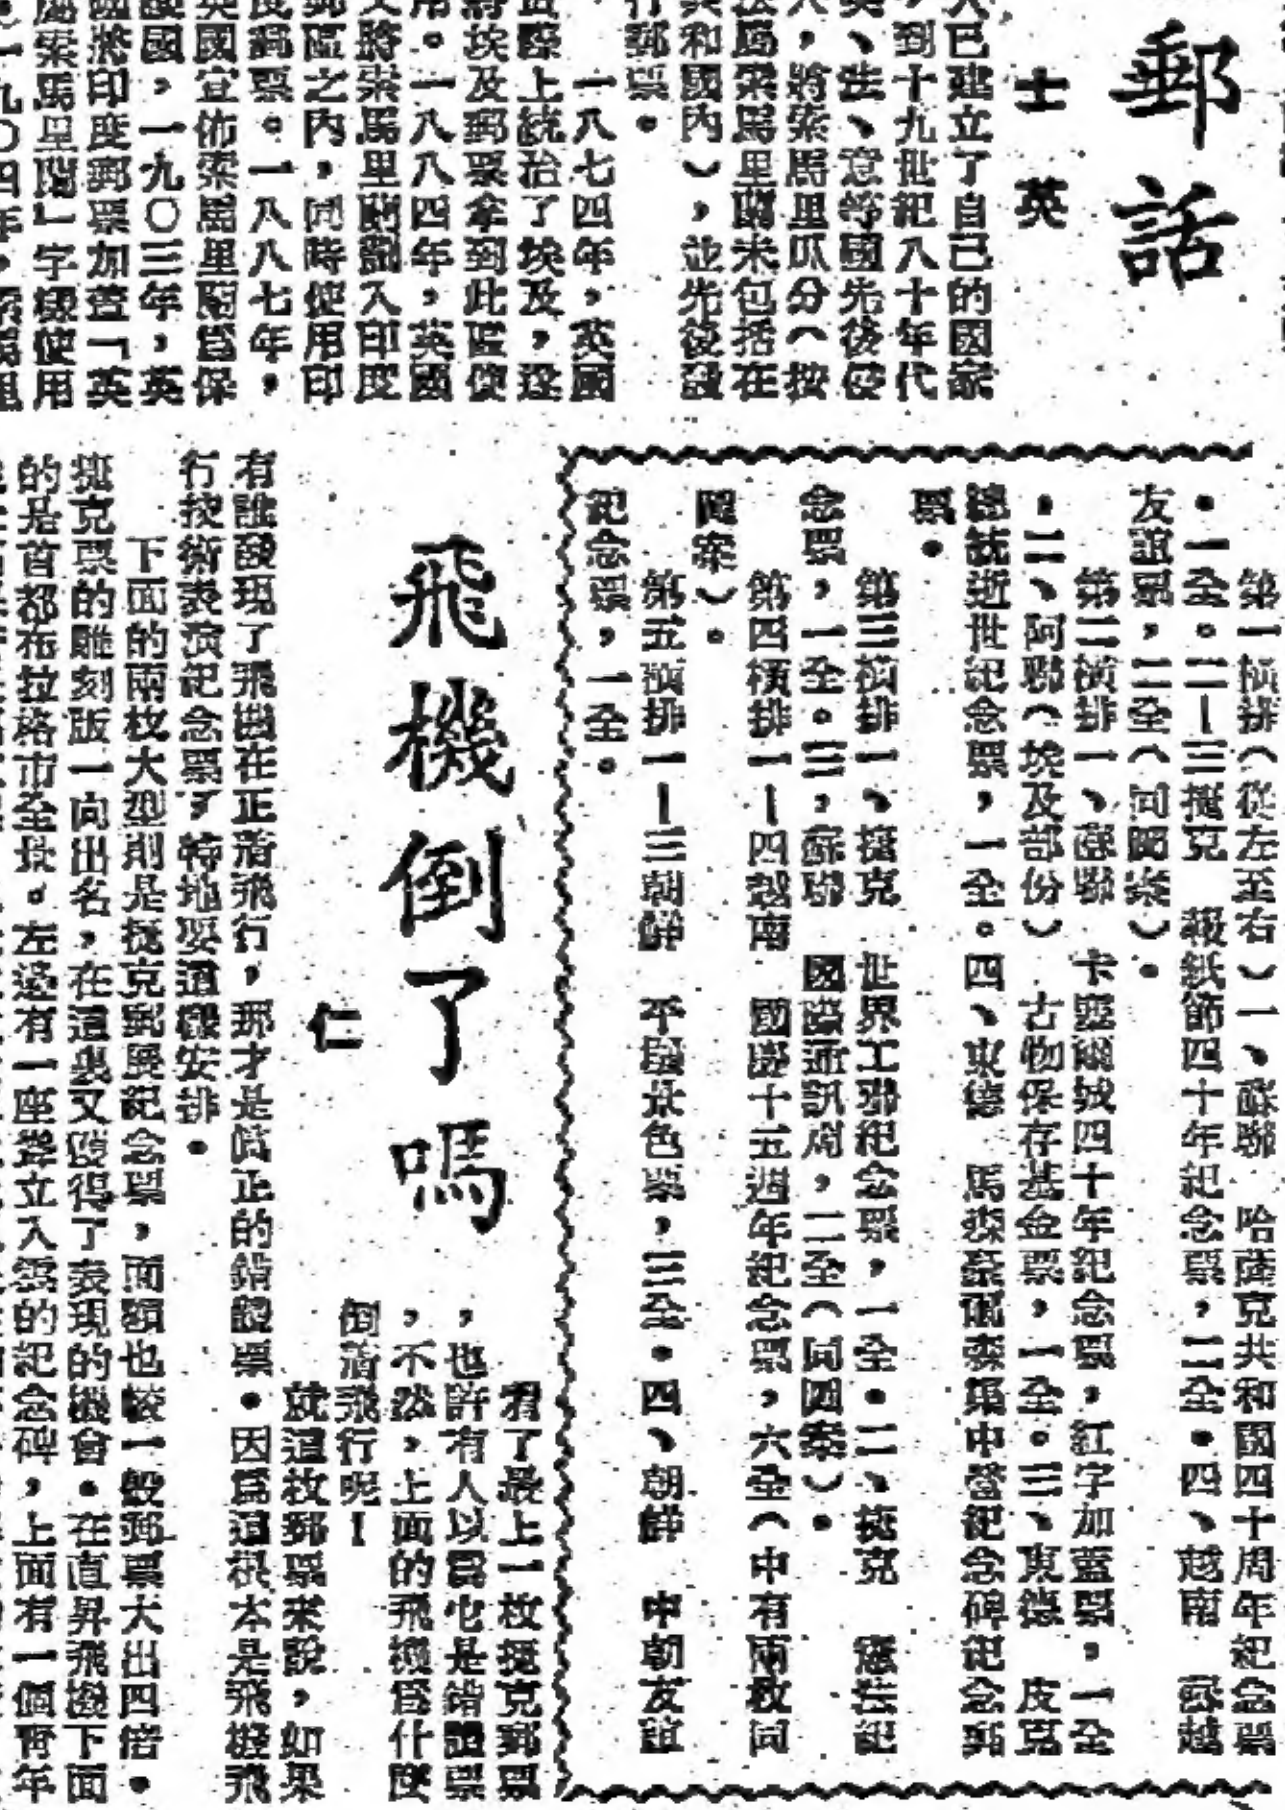 郵話
士英
人已建立了自己的國家
，到十九世紀八十年代
英、法、意等國先後侵
入，將索馬里瓜分（按
法屬索馬里關未包括在
共和國內），並先後設
行郵票。
一八七四年，英國
實際上統治了埃及，遂
將埃及郵票拿到此區使
用。一八八四年，英國
又將索馬里蘭劃入印度
郵區之內，同時使用印
度郵票。一八八七年，
英國宣佈索馬里蘭爲保
護國，一九〇三年，英
國將印度郵票加蓋「英
屬索馬里蘭」字樣使用
第一橫排（從左至右）一、蘇聯 哈薩克共和國四十周年紀念票
，一全。二—三捷克 報紙節四十年紀念票，二全。四、越南 蘇越
友誼票，二全（同圖案）。
第二橫排一、蘇聯 卡 爾城四十年紀念票，紅字加蓋票，一全
。二、阿聯（埃及部份） 古物保存基金票，一全。三、東德 皮克
總統逝世紀念票，一全。四、東德 馬 中營紀念碑紀念郵
票。
第三橫排一、捷克 世界工聯紀念票，一全。二、捷克 憲法紀
念票，一全。三，蘇聯 國際通訊周，二全（同圖案）。
第四橫排一—四越南 國慶十五週年紀念票，六全（中有兩枚同
圖案）。
第五橫排一—三朝鮮 平壤景色票，三全。四、朝鮮 中朝友誼
紀念票，一全。
飛機倒了嗎
仁
看了最上一枚捷克郵票
，也許有人以爲它是錯體票
，不然，上面的飛機爲什麼
倒着飛行呢！
就這枚郵票來說，如果
有誰發現了飛機在正着飛行，那才是眞正的錯體票。因爲這根本是飛機飛
行技術表演紀念票，特地要這樣安排。
下面的兩枚大型則是捷克郵展紀念票，面積也較一般郵票大出四倍。
捷克票的雕刻版一向出名，在這裏又獲得了表現的機會。在直昇飛機下面
的是首都布拉格市全景。左邊有一座聳立入雲的紀念碑，上面有一個青年